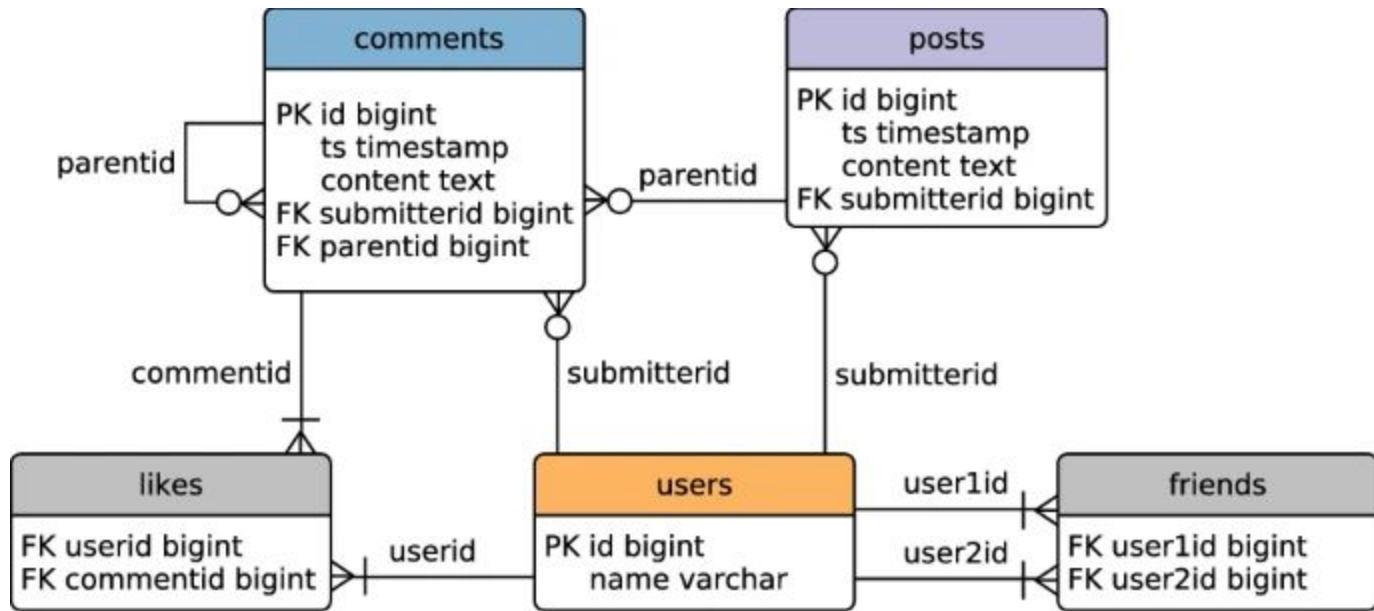 comments
PK id bigint
ts timestamp
content text
FK submitterid bigint
FK parentid bigint
parentid
parentid
posts
PK id bigint
ts timestamp
content text
FK submitterid bigint
commentid
submitterid
submitterid
likes
FK userid bigint
FK commentid bigint
userid
users
PK id bigint
name varchar
user1id
user2id
friends
FK user1id bigint
FK user2id bigint